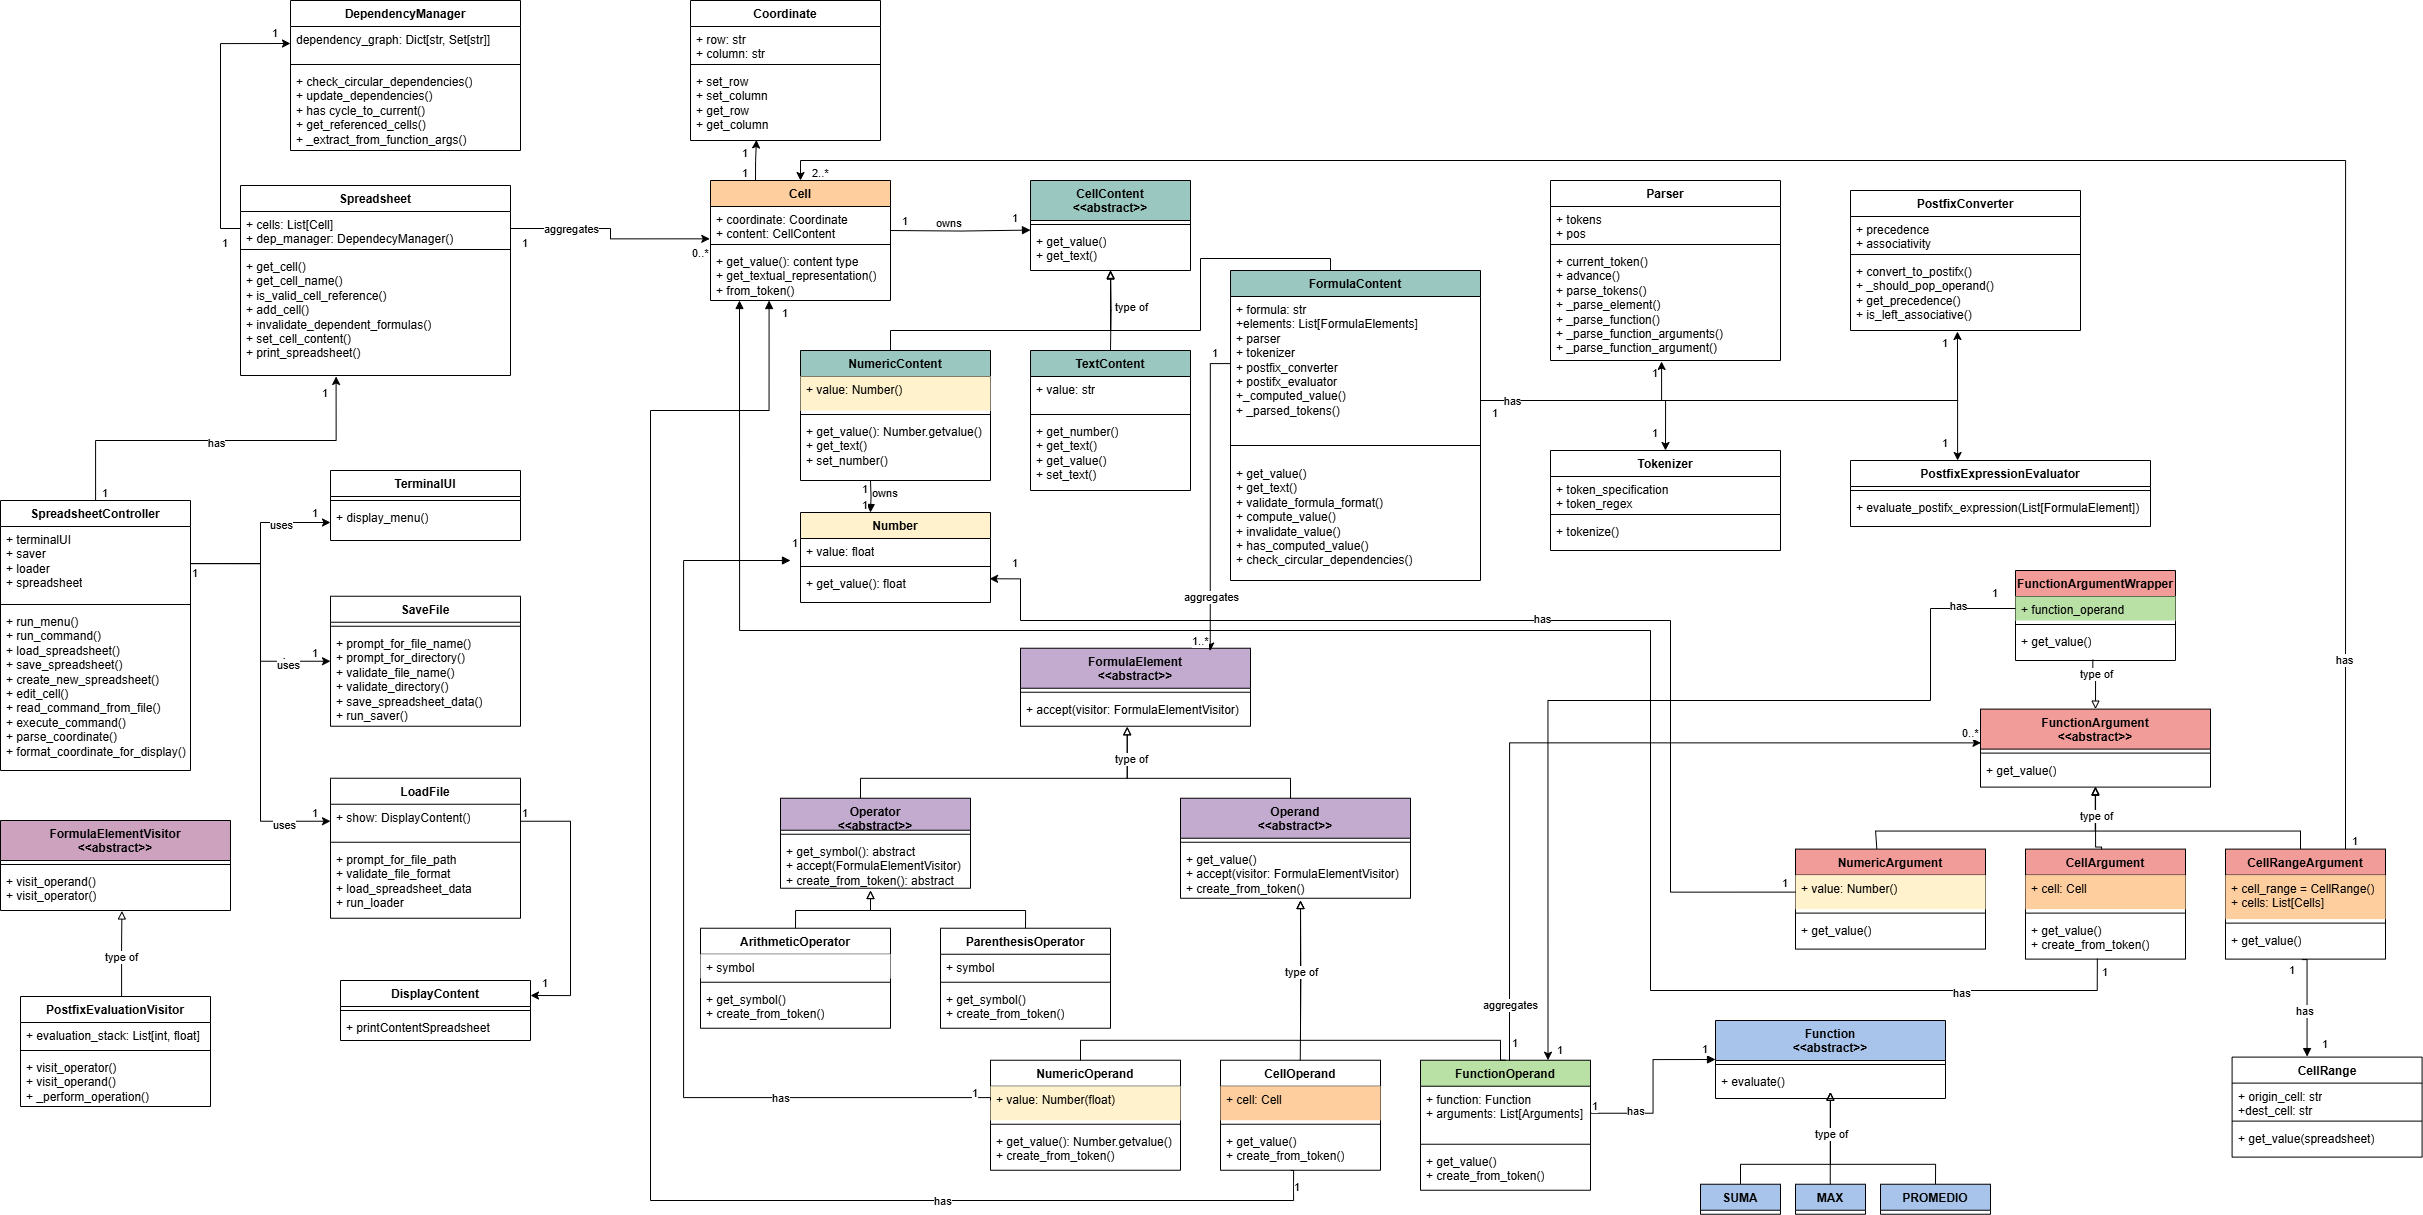 DependencyManager
dependency_graph: Dict[str, Set[str]]
+ check_circular_dependencies()
+ update_dependencies()
+ has cycle_to_current()
+ get_referenced_cells()
+ _extract_from_function_args()
1
1
Coordinate
+ row: str
+ column: str
+ set_row
+ set_column
+ get_row
+ get_column
1
1
2..*
Spreadsheet
+ cells: List[Cell]
+ dep_manager: DependecyManager()
+ get_cell()
+ get_cell_name()
+ is_valid_cell_reference()
+ add_cell()
+ invalidate_dependent_formulas()
+ set_cell_content()
+ print_spreadsheet()
1
aggregates
0..*
1
has
1
Cell
+ coordinate: Coordinate
+ content: CellContent
+ get_value(): content type
+ get_textual_representation()
+ from_token()
1
owns
1
1
CellContent
<<abstract>>
+ get_value()
+ get_text()
type of
NumericContent
+ value: Number()
+ get_value(): Number.getvalue()
+ get_text()
+ set_number()
1
owns
1
TextContent
+ value: str
+ get_number()
+ get_text()
+ get_value()
+ set_text()
FormulaContent
+ formula: str
+elements: List[FormulaElements]
+ parser
+ tokenizer
+ postfix_converter
+ postifx_evaluator
+_computed_value()
+ _parsed_tokens()
+ get_value()
+ get_text()
+ validate_formula_format()
+ compute_value()
+ invalidate_value()
+ has_computed_value()
+ check_circular_dependencies()
1
aggregates
1..*
1
has
Parser
+ tokens
+ pos
+ current_token()
+ advance()
+ parse_tokens()
+ _parse_element()
+ _parse_function()
+ _parse_function_arguments()
+ _parse_function_argument()
1
1
Tokenizer
+ token_specification
+ token_regex
+ tokenize()
PostfixConverter
+ precedence
+ associativity
+ convert_to_postifx()
+ _should_pop_operand()
+ get_precedence()
+ is_left_associative()
1
1
PostfixExpressionEvaluator
+ evaluate_postifx_expression(List[FormulaElement])
SpreadsheetController
+ terminalUI
+ saver
+ loader
+ spreadsheet
+ run_menu()
+ run_command()
+ load_spreadsheet()
+ save_spreadsheet()
+ create_new_spreadsheet()
+ edit_cell()
+ read_command_from_file()
+ execute_command()
+ parse_coordinate()
+ format_coordinate_for_display()
1
uses
1
TerminalUI
+ display_menu()
uses
1
SaveFile
+ prompt_for_file_name()
+ prompt_for_directory()
+ validate_file_name()
+ validate_directory()
+ save_spreadsheet_data()
+ run_saver()
uses
1
LoadFile
+ show: DisplayContent()
+ prompt_for_file_path
+ validate_file_format
+ load_spreadsheet_data
+ run_loader
1
1
DisplayContent
+ printContentSpreadsheet
FormulaElementVisitor
<<abstract>>
+ visit_operand()
+ visit_operator()
type of
PostfixEvaluationVisitor
+ evaluation_stack: List[int, float]
+ visit_operator()
+ visit_operand()
+ _perform_operation()
Number
+ value: float
+ get_value(): float
1
1
has
FormulaElement
<<abstract>>
+ accept(visitor: FormulaElementVisitor)
type of
Operator
<<abstract>>
+ get_symbol(): abstract
+ accept(FormulaElementVisitor)
+ create_from_token(): abstract
Operand
<<abstract>>
+ get_value()
+ accept(visitor: FormulaElementVisitor)
+ create_from_token()
ArithmeticOperator
+ symbol
+ get_symbol()
+ create_from_token()
ParenthesisOperator
+ symbol
+ get_symbol()
+ create_from_token()
type of
NumericOperand
+ value: Number(float)
+ get_value(): Number.getvalue()
+ create_from_token()
has
1
CellOperand
+ cell: Cell
+ get_value()
+ create_from_token()
1
has
FunctionOperand
+ function: Function
+ arguments: List[Arguments]
+ get_value()
+ create_from_token()
aggregates
1
1
0..*
1
has
1
Function
<<abstract>>
+ evaluate()
type of
SUMA
MAX
PROMEDIO
FunctionArgumentWrapper
+ function_operand
+ get_value()
1
has
type of
FunctionArgument
<<abstract>>
+ get_value()
type of
NumericArgument
+ value: Number()
+ get_value()
1
CellArgument
+ cell: Cell
+ get_value()
+ create_from_token()
1
has
CellRangeArgument
+ cell_range = CellRange()
+ cells: List[Cells]
+ get_value()
1
has
1
has
1
CellRange
+ origin_cell: str
+dest_cell: str
+ get_value(spreadsheet)